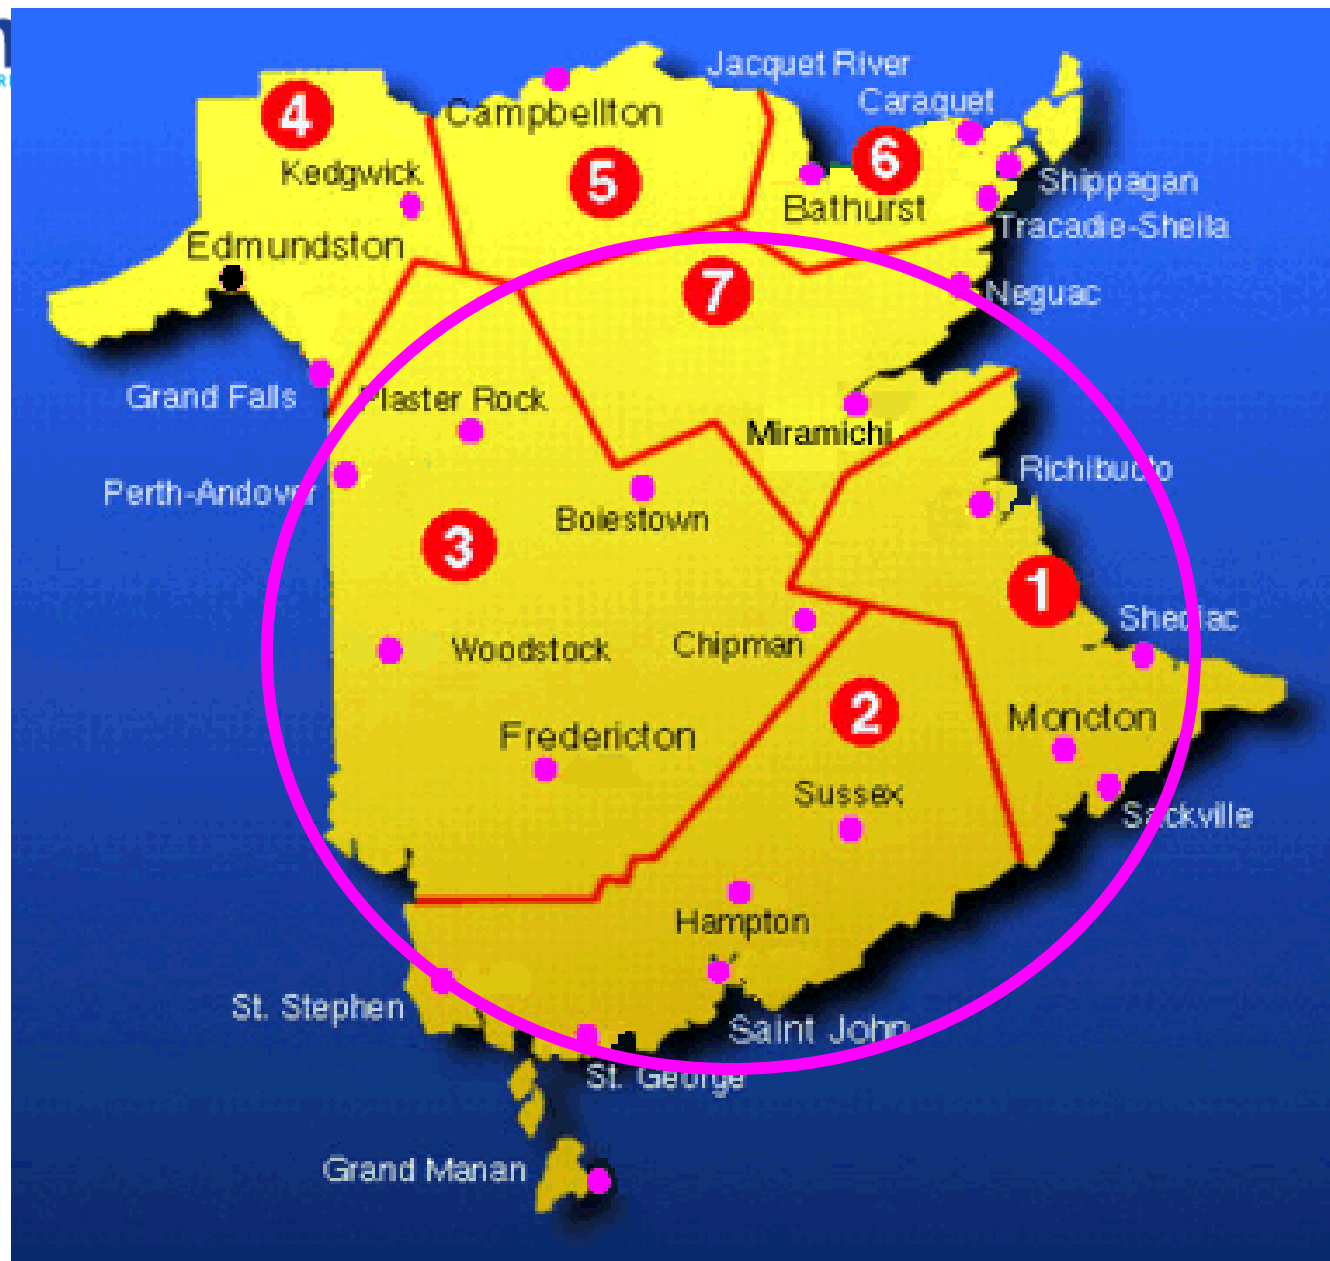 Jacquet River
Caraquet
4
Campbellton
6
Kedgwick
5
Shippagan
Bathurst
Tracadie-Sheila
Edmundston
7
Neguac
Grand Falls
Plaster Rock
Miramichi
Richibucto
Perth-Andover
Boiestown
3
1
Shediac
Woodstock
Chipman
2
Moncton
Fredericton
Sussex
Sackville
Hampton
St. Stephen
Saint John
St. George
Grand Manan